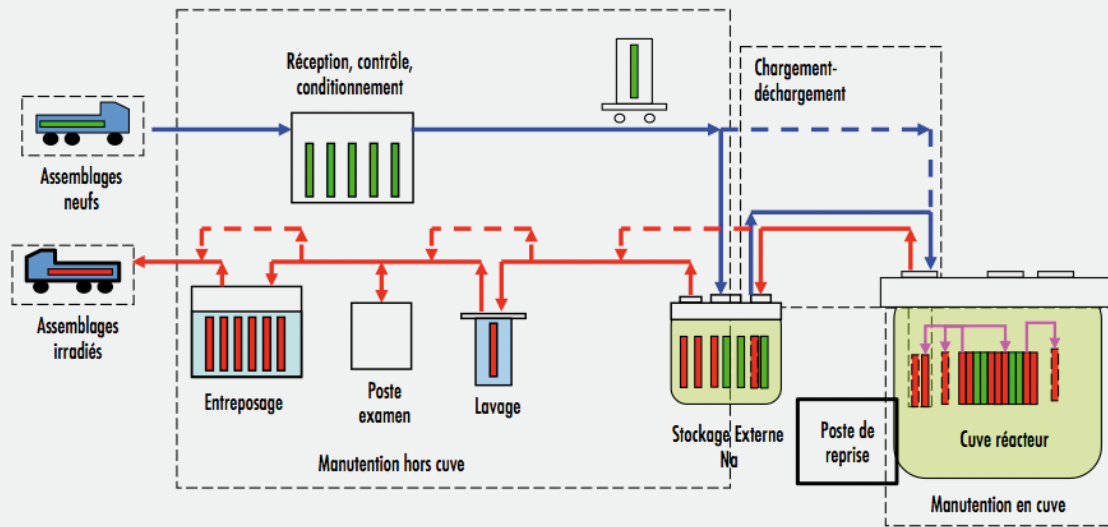 Réception, contrôle,
conditionnement
Chargement-
déchargement
Assemblages
neufs
Assemblages
irradiés
Entreposage
Poste
examen
Lavage
Stockage Externe
Na
Poste de
reprise
Cuve réacteur
Manutention hors cuve
Manutention en cuve